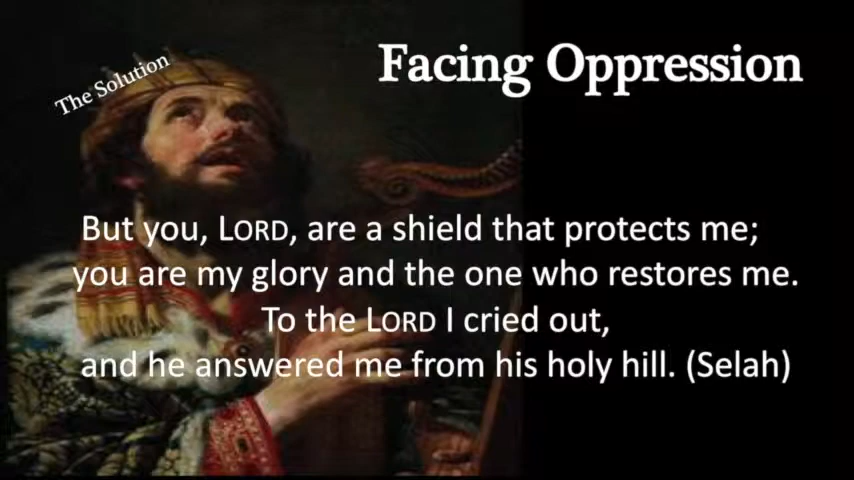 The Solution
Facing Oppression
But you, LORD, are a shield that protects me;
you are my glory and the one who restores me.
To the LORD I cried out,
and he answered me from his holy hill. (Selah)